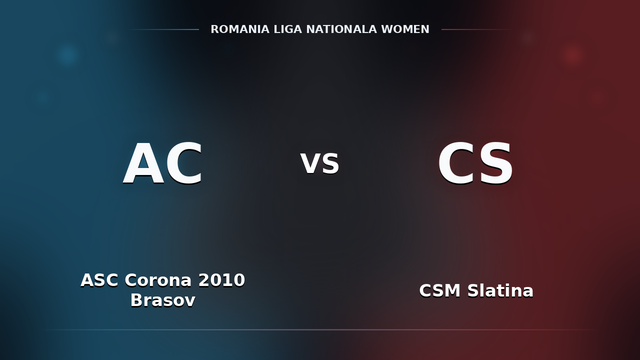 ROMANIA LIGA NATIONALA WOMEN
AC
VS
CS
ASC Corona 2010
Brasov
CSM Slatina